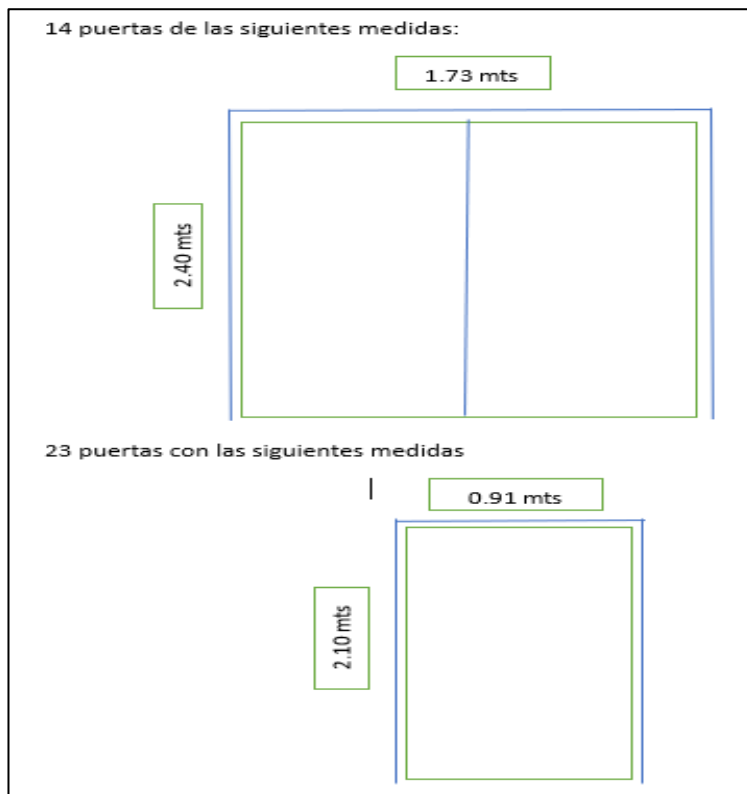 14 puertas de las siguientes medidas:
1.73 mts
2.40 mts
23 puertas con las siguientes medidas
0.91 mts
2.10 mts